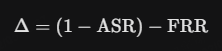 Δ = (1 − ASR) − FRR